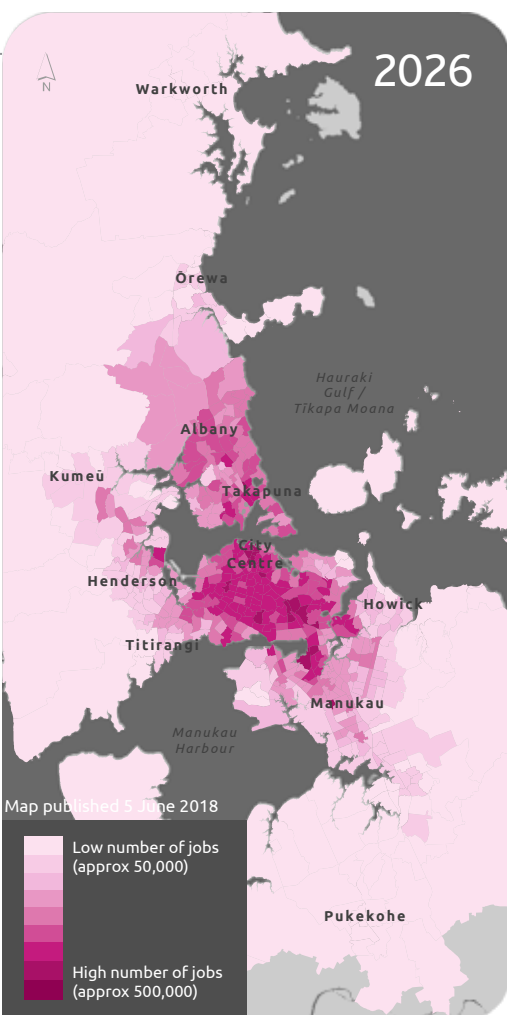 2026
N
Warkworth
Ōrewa
Hauraki
Gulf /
Tīkapa Moana
Albany
Kumeū
Takapuna
City
Centre
Henderson
Howick
Titirangi
Manukau
Manukau
Harbour
Map published 5 June 2018
Low number of jobs
(approx 50,000)
Pukekohe
High number of jobs
(approx 500,000)